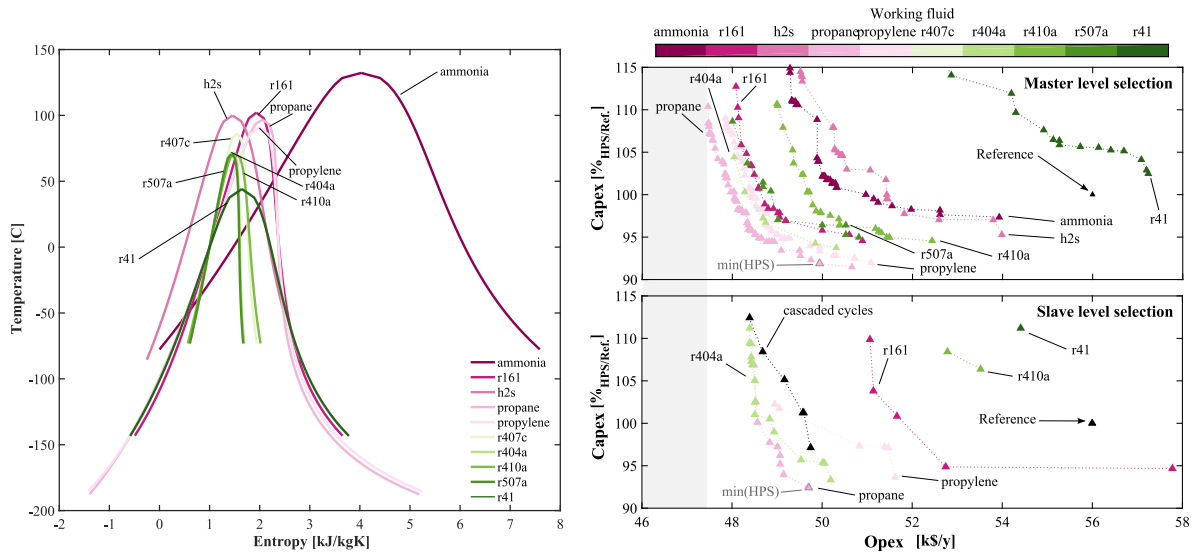 150
100
50
0
-50
-100
-150
-200
Temperature [C]
-2
-1
0
1
2
3
4
5
6
7
8
Entropy [kJ/kgK]
h2s
r161
propane
ammonia
r407c
propylene
r507a
r404a
r410a
r41
ammonia
r161
h2s
propane
propylene
r407c
r404a
r410a
r507a
r41
Working fluid
ammonia r161 h2s propane propylene r407c r404a r410a r507a r41
115
110
105
100
95
90
Capex [%HPS/Ref.]
Master level selection
r404a
r161
propane
Reference
r41
ammonia
h2s
r507a
r410a
min(HPS)
propylene
115
110
105
100
95
90
Capex [%HPS/Ref.]
Slave level selection
cascaded cycles
r404a
r161
r41
r410a
Reference
min(HPS)
propane
propylene
46
48
50
52
54
56
58
Opex [k$/y]